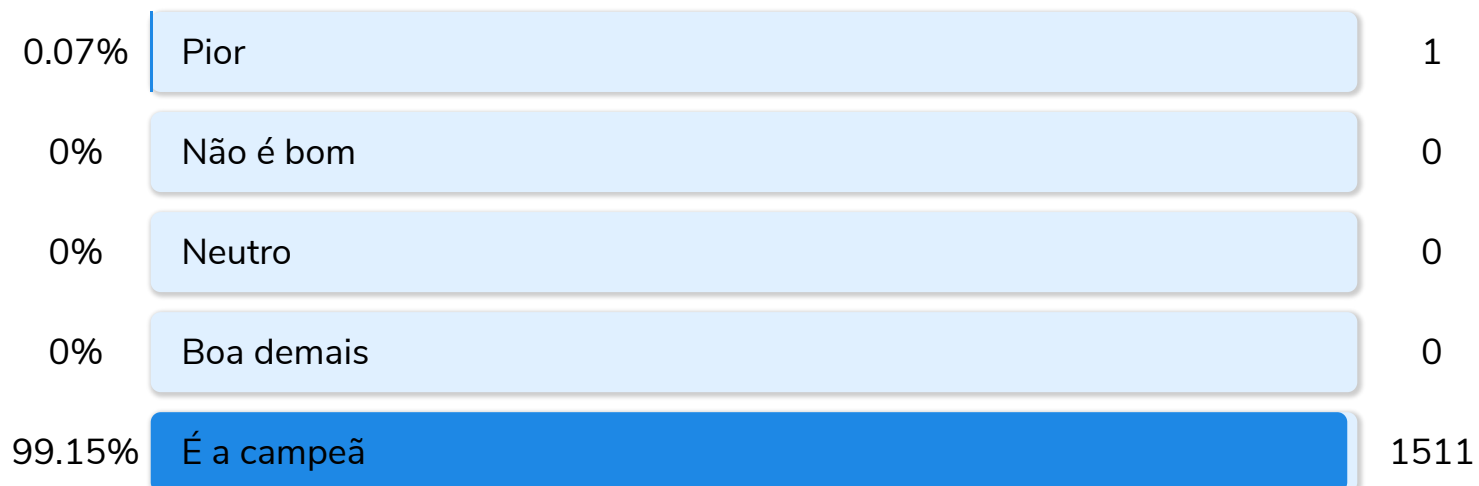 0.07% Pior 1
0% Não é bom 0
0% Neutro 0
0% Boa demais 0
99.15% É a campeã 1511